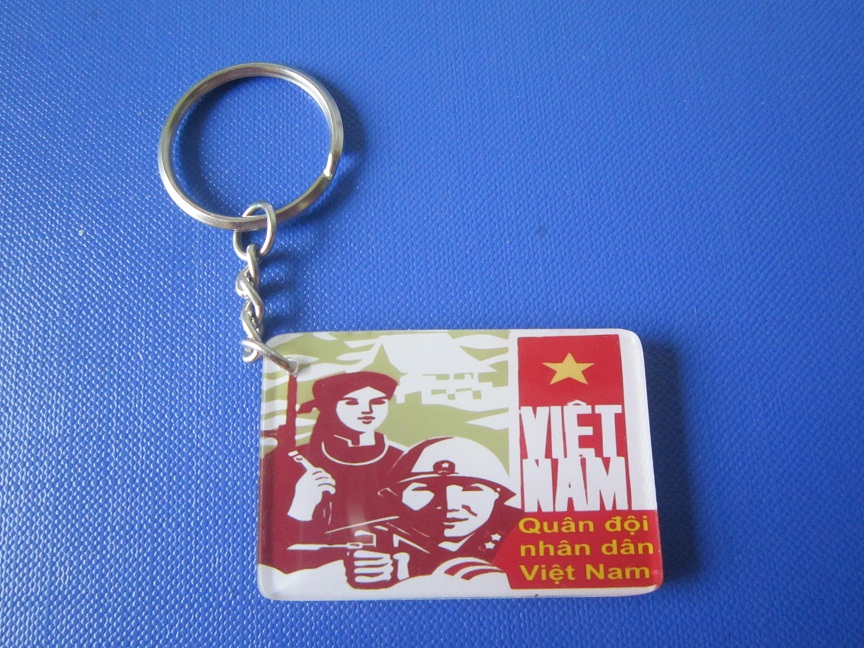 VIỆT
NAM
Quân đội
nhân dân
Việt Nam